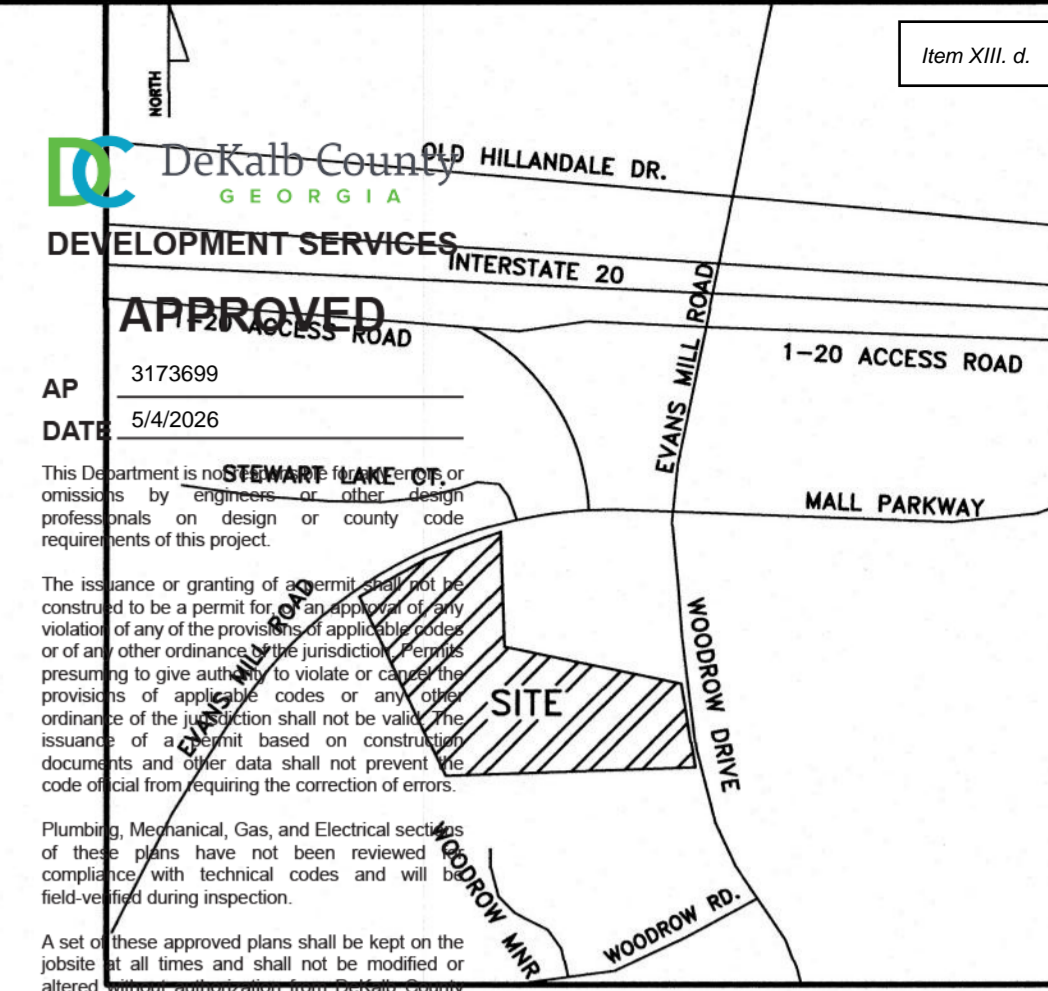 Item XIII. d.
NORTH
DC
DeKalb County
GEORGIA
DEVELOPMENT SERVICES
APPROVED
AP 3173699
DATE 5/4/2026
This Department is not responsible for any errors or
omissions by engineers or other design
professionals on design or county code
requirements of this project.
The issuance or granting of a permit shall not be
construed to be a permit for, or an approval of, any
violation of any of the provisions of applicable codes
or of any other ordinance of the jurisdiction. Permits
presuming to give authority to violate or cancel the
provisions of applicable codes or any other
ordinance of the jurisdiction shall not be valid. The
issuance of a permit based on construction
documents and other data shall not prevent the
code official from requiring the correction of errors.
Plumbing, Mechanical, Gas, and Electrical sections
of these plans have not been reviewed for
compliance with technical codes and will be
field-verified during inspection.
A set of these approved plans shall be kept on the
jobsite at all times and shall not be modified or
altered without authorization from DeKalb County
OLD HILLANDALE DR.
INTERSTATE 20
1-20 ACCESS ROAD
EVANS MILL ROAD
1-20 ACCESS ROAD
STEWART LAKE CT.
MALL PARKWAY
EVANS MILL ROAD
SITE
WOODROW DRIVE
WOODROW MNR
WOODROW RD.